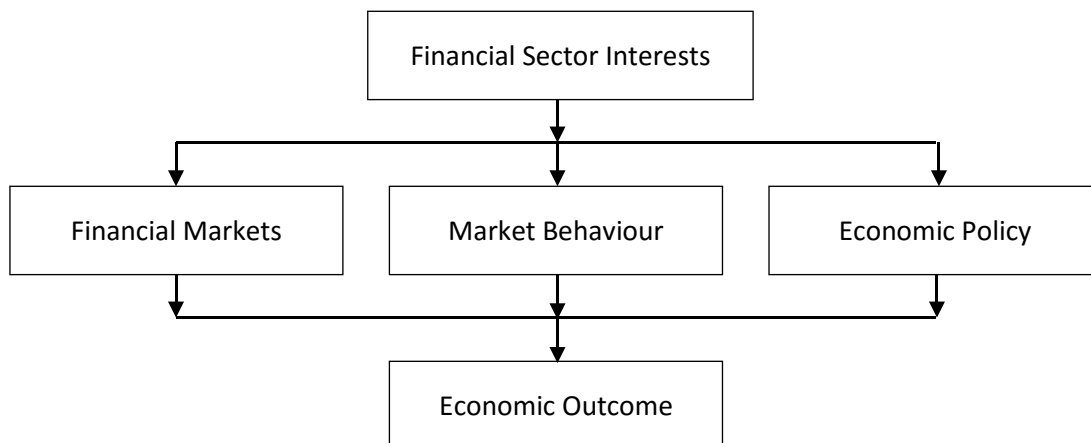 Financial Sector Interests
Financial Markets
Market Behaviour
Economic Policy
Economic Outcome